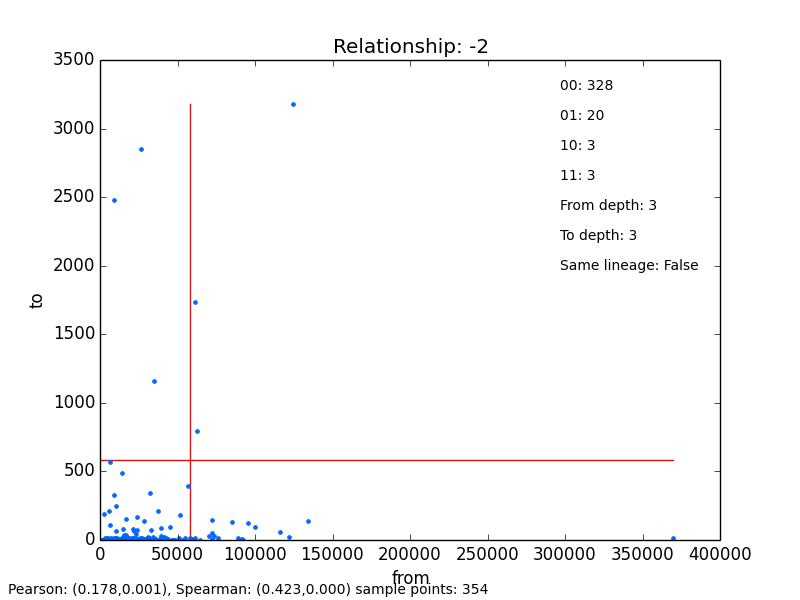 Relationship: -2
3500
3000
2500
2000
1500
1000
500
0
to
00: 328
01: 20
10: 3
11: 3
From depth: 3
To depth: 3
Same lineage: False
0 50000 100000 150000 200000 250000 300000 350000 400000
from
Pearson: (0.178,0.001), Spearman: (0.423,0.000) sample points: 354